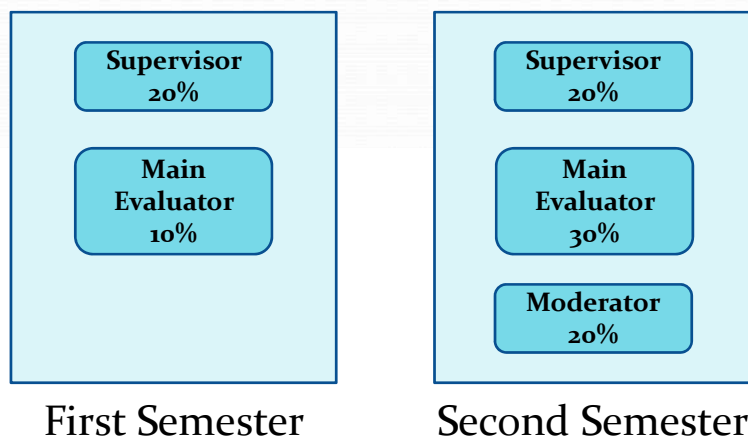 Supervisor
20%
Main
Evaluator
10%
First Semester
Supervisor
20%
Main
Evaluator
30%
Moderator
20%
Second Semester